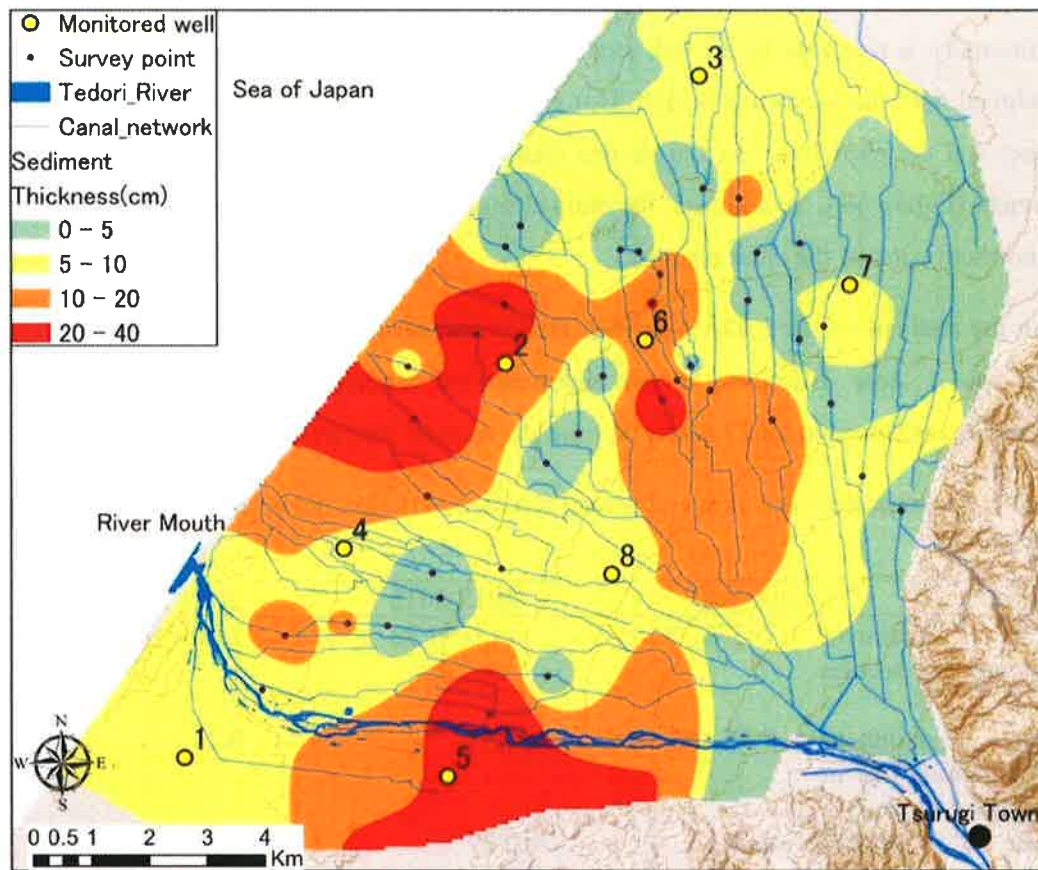 Monitored well
Survey point
Tedori_River
Canal_network
Sediment
Thickness(cm)
0 – 5
5 – 10
10 – 20
20 – 40
Sea of Japan
River Mouth
Tsurugi Town
3
7
6
2
4
8
1
5
N
W E
S
0 0.5 1 2 3 4
Km